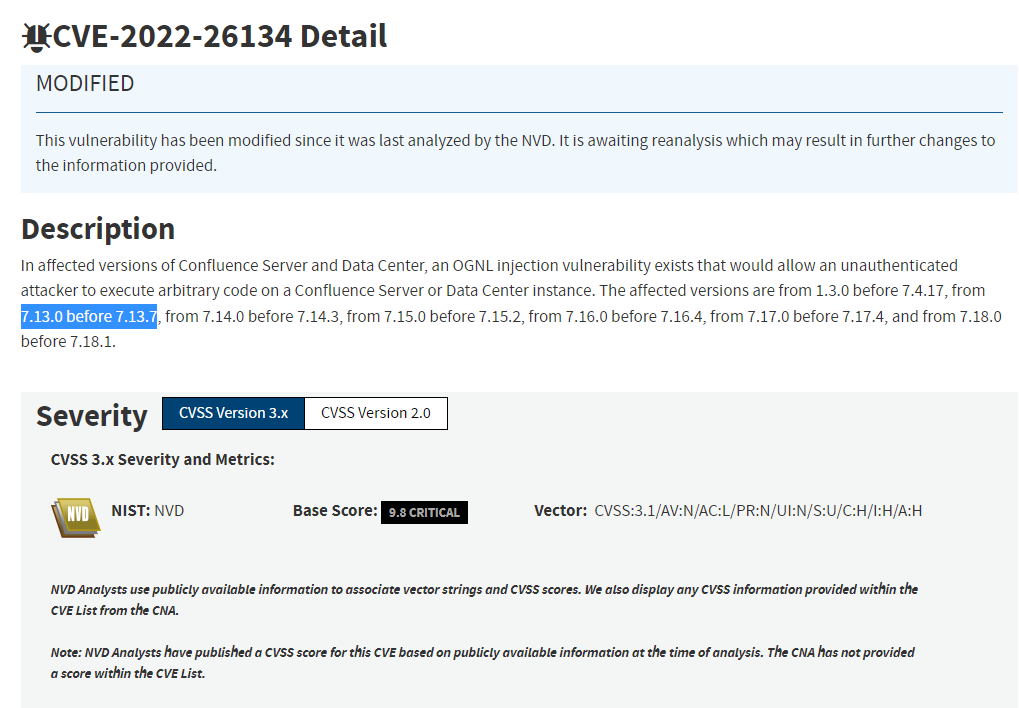 CVE-2022-26134 Detail
MODIFIED
This vulnerability has been modified since it was last analyzed by the NVD. It is awaiting reanalysis which may result in further changes to
the information provided.
Description
In affected versions of Confluence Server and Data Center, an OGNL injection vulnerability exists that would allow an unauthenticated
attacker to execute arbitrary code on a Confluence Server or Data Center instance. The affected versions are from 1.3.0 before 7.4.17, from
7.13.0 before 7.13.7, from 7.14.0 before 7.14.3, from 7.15.0 before 7.15.2, from 7.16.0 before 7.16.4, from 7.17.0 before 7.17.4, and from 7.18.0
before 7.18.1.
Severity CVSS Version 3.x CVSS Version 2.0
CVSS 3.x Severity and Metrics:
NVD NIST: NVD Base Score: 9.8 CRITICAL Vector: CVSS:3.1/AV:N/AC:L/PR:N/UI:N/S:U/C:H/I:H/A:H
NVD Analysts use publicly available information to associate vector strings and CVSS scores. We also display any CVSS information provided within the
CVE List from the CNA.
Note: NVD Analysts have published a CVSS score for this CVE based on publicly available information at the time of analysis. The CNA has not provided
a score within the CVE List.